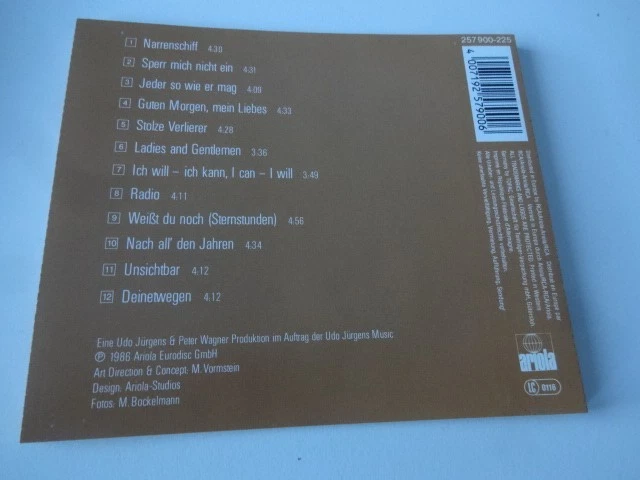 1 Narrenschiff 4.30
2 Sperr mich nicht ein 4.31
3 Jeder so wie er mag 4.09
4 Guten Morgen, mein Liebes 4.33
5 Stolze Verlierer 4.28
6 Ladies and Gentlemen 3.36
7 Ich will – ich kann, I can – I will 3.49
8 Radio 4.11
9 Weißt du noch (Sternstunden) 4.56
10 Nach all' den Jahren 4.34
11 Unsichtbar 4.12
12 Deinetwegen 4.12
Eine Udo Jürgens & Peter Wagner Produktion im Auftrag der Udo Jürgens Music
Ⓟ 1986 Ariola Eurodisc GmbH
Art Direction & Concept: M. Vormstein
Design: Ariola-Studios
Fotos: M. Bockelmann
257 900-225
4 007192 579006
ariola
LC 0116